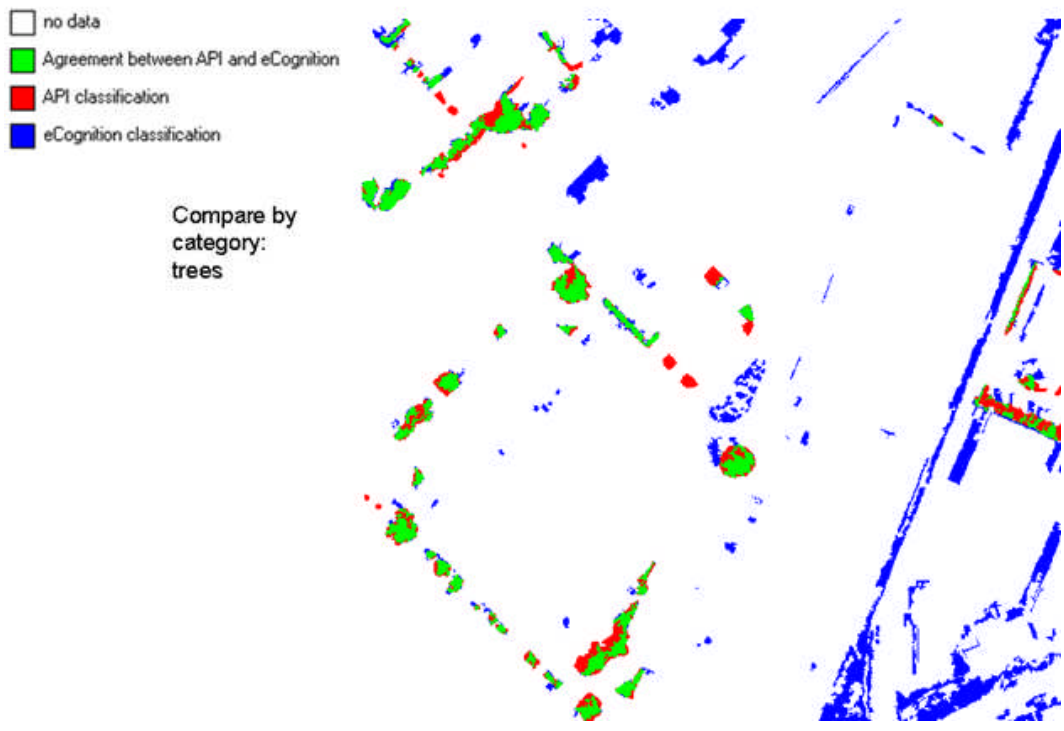 no data
Agreement between API and eCognition
API classification
eCognition classification
Compare by
category:
trees